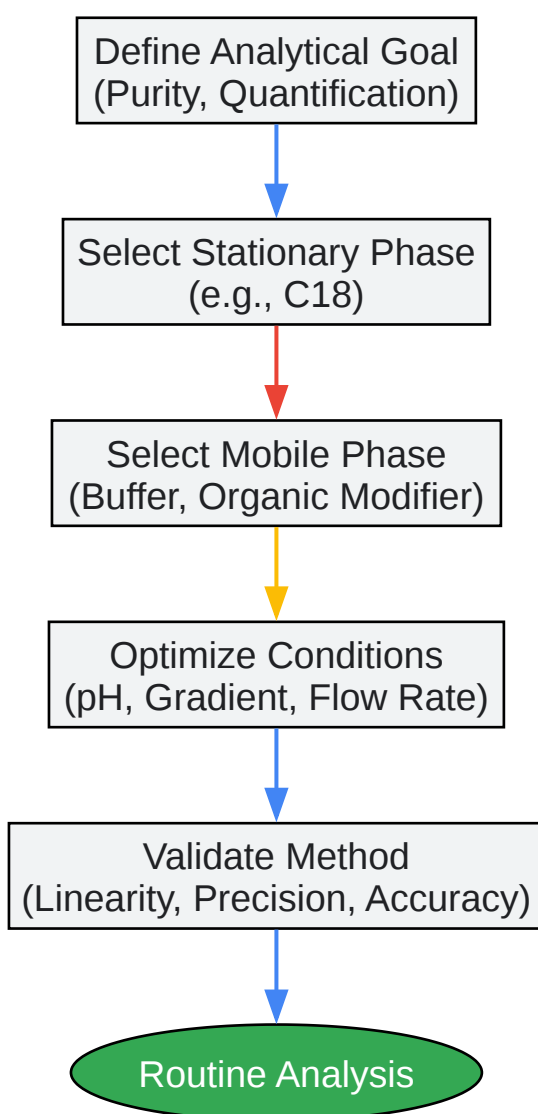 Define Analytical Goal
(Purity, Quantification)
Select Stationary Phase
(e.g., C18)
Select Mobile Phase
(Buffer, Organic Modifier)
Optimize Conditions
(pH, Gradient, Flow Rate)
Validate Method
(Linearity, Precision, Accuracy)
Routine Analysis